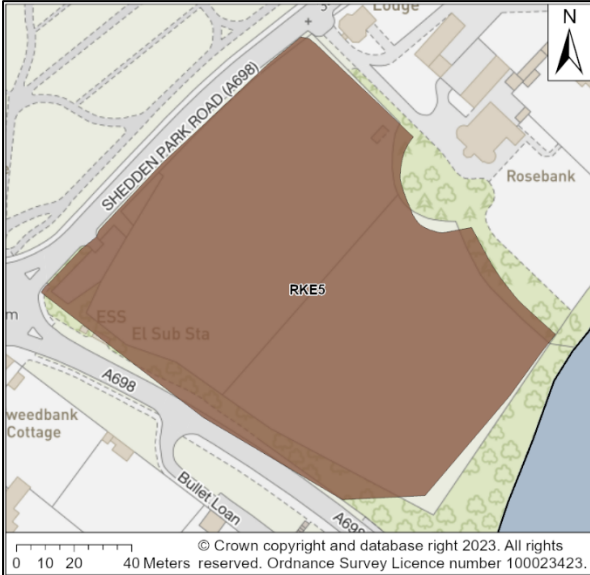 Lodge
N
SHEDDEN PARK ROAD (A698)
Rosebank
RKE5
ESS
El Sub Sta
A698
weedbank
Cottage
Bullet Loan
A698
0 10 20 40 Meters
© Crown copyright and database right 2023. All rights
reserved. Ordnance Survey Licence number 100023423.